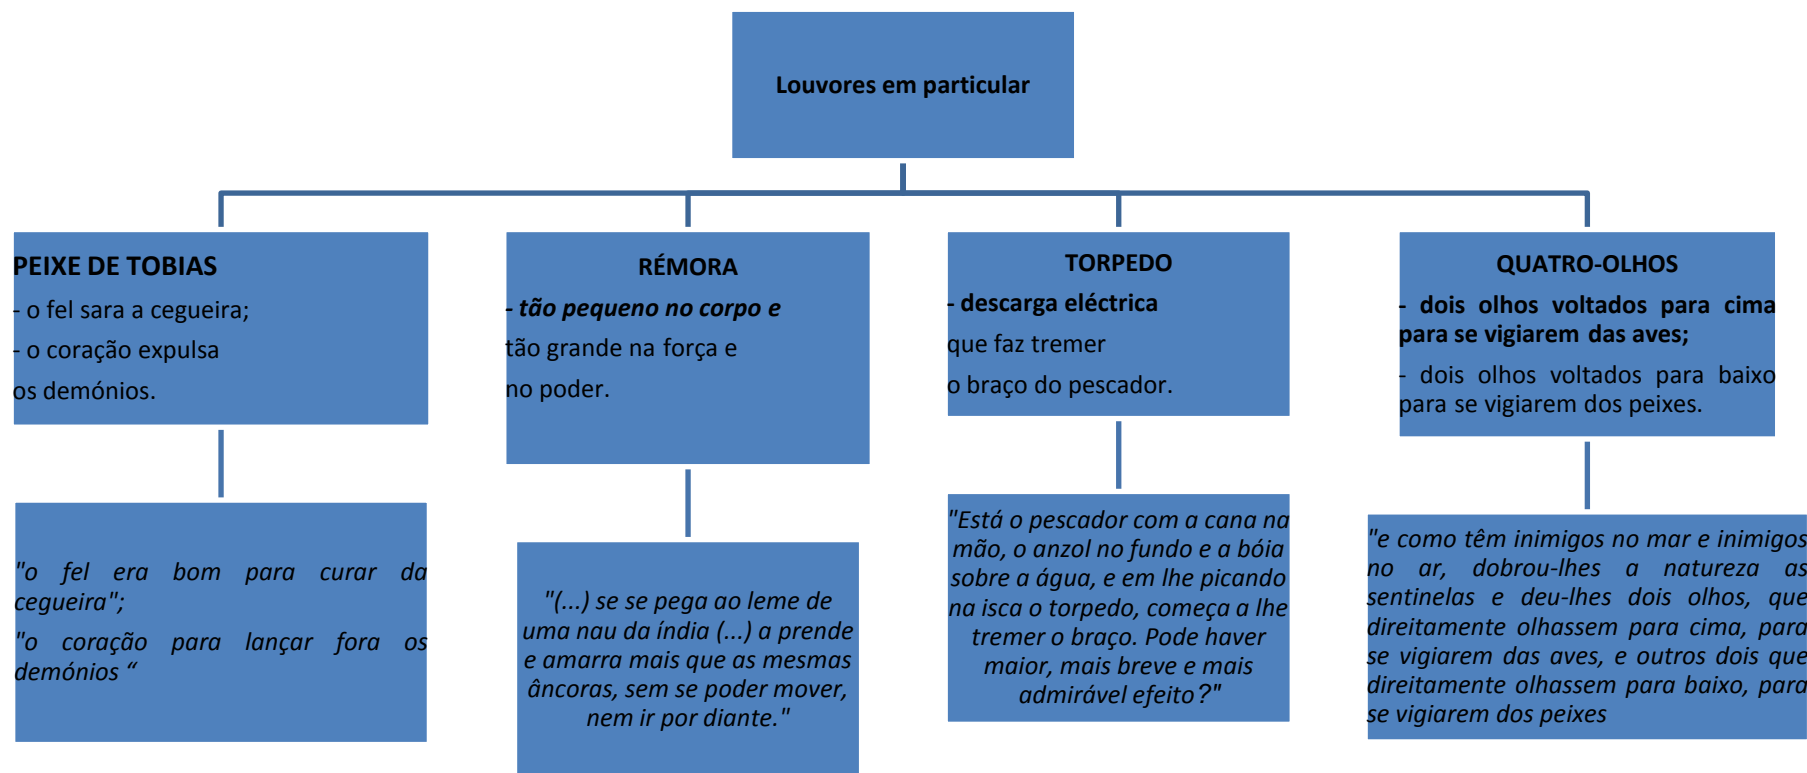 Louvores em particular
PEIXE DE TOBIAS
- o fel sara a cegueira;
- o coração expulsa
os demónios.
RÉMORA
- tão pequeno no corpo e
tão grande na força e
no poder.
TORPEDO
- descarga eléctrica
que faz tremer
o braço do pescador.
QUATRO-OLHOS
- dois olhos voltados para cima
para se vigiarem das aves;
- dois olhos voltados para baixo
para se vigiarem dos peixes.
"o fel era bom para curar da
cegueira";
"o coração para lançar fora os
demónios “
"(...) se se pega ao leme de
uma nau da índia (...) a prende
e amarra mais que as mesmas
âncoras, sem se poder mover,
nem ir por diante."
"Está o pescador com a cana na
mão, o anzol no fundo e a bóia
sobre a água, e em lhe picando
na isca o torpedo, começa a lhe
tremer o braço. Pode haver
maior, mais breve e mais
admirável efeito?"
"e como têm inimigos no mar e inimigos
no ar, dobrou-lhes a natureza as
sentinelas e deu-lhes dois olhos, que
direitamente olhassem para cima, para
se vigiarem das aves, e outros dois que
direitamente olhassem para baixo, para
se vigiarem dos peixes